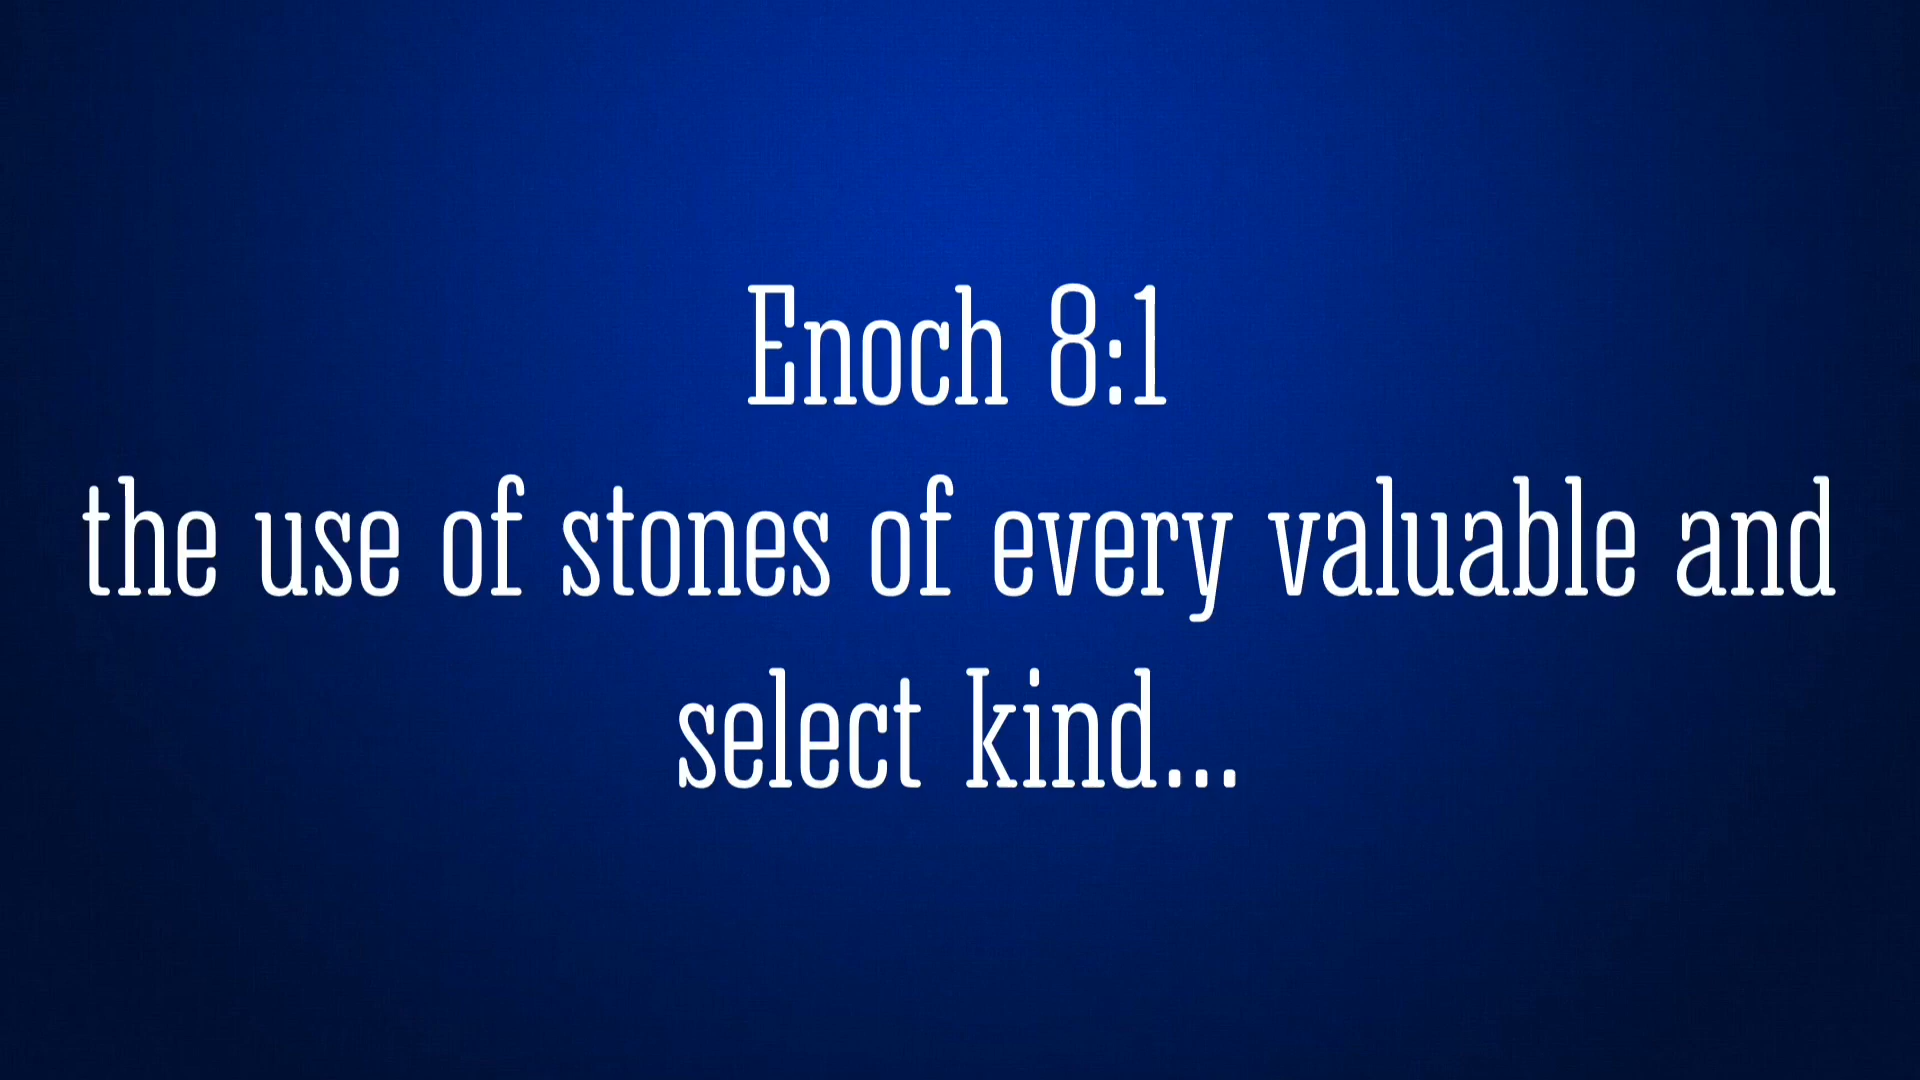 Enoch 8:1
the use of stones of every valuable and
select kind...